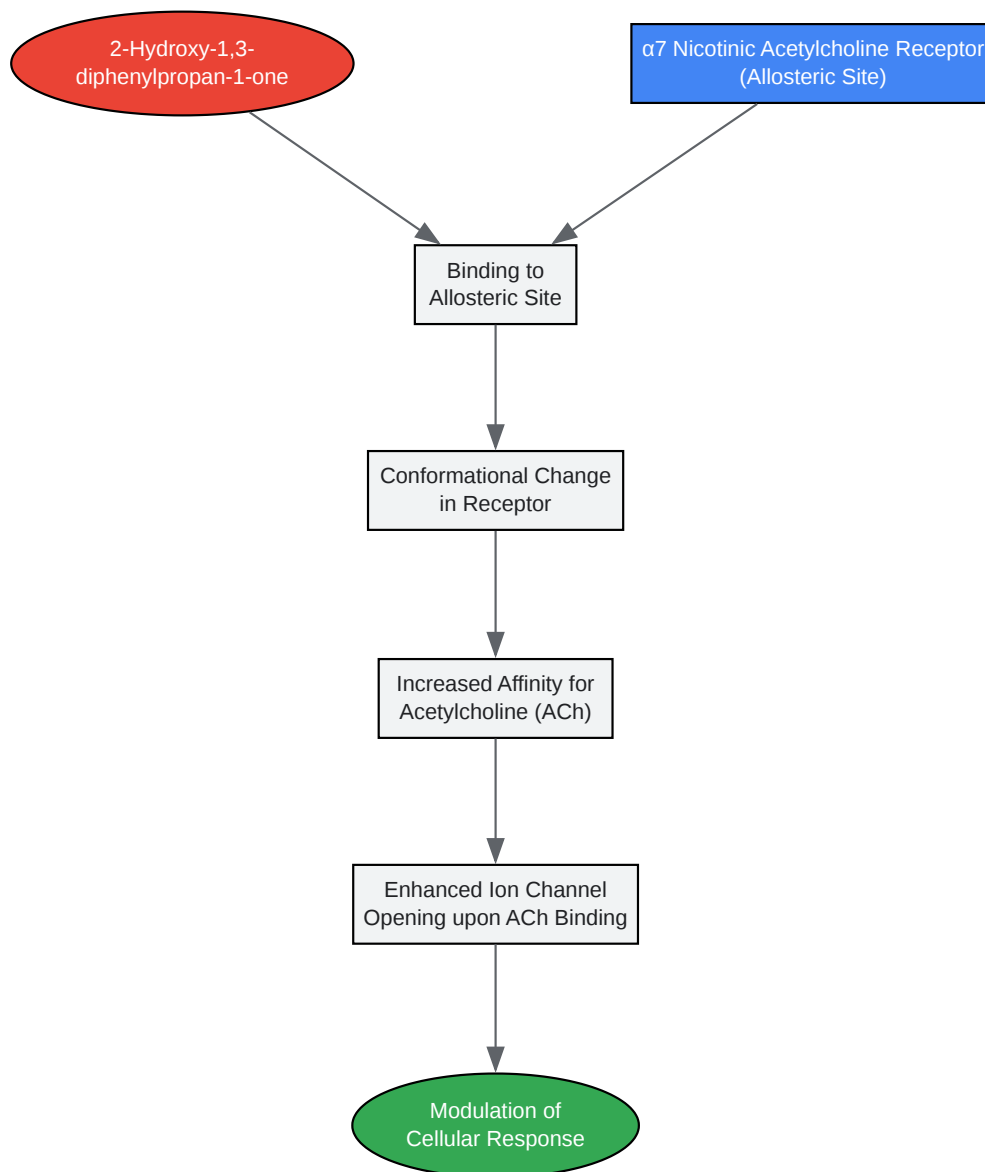 2-Hydroxy-1,3-
diphenylpropan-1-one
α7 Nicotinic Acetylcholine Receptor
(Allosteric Site)
Binding to
Allosteric Site
Conformational Change
in Receptor
Increased Affinity for
Acetylcholine (ACh)
Enhanced Ion Channel
Opening upon ACh Binding
Modulation of
Cellular Response